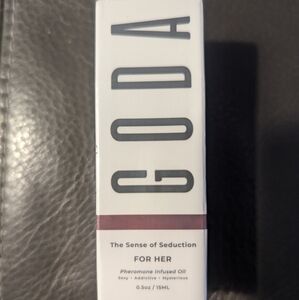 GODA
The Sense of Seduction
FOR HER
Pheromone Infused Oil
Sexy • Addictive • Mysterious
0.5oz / 15ML